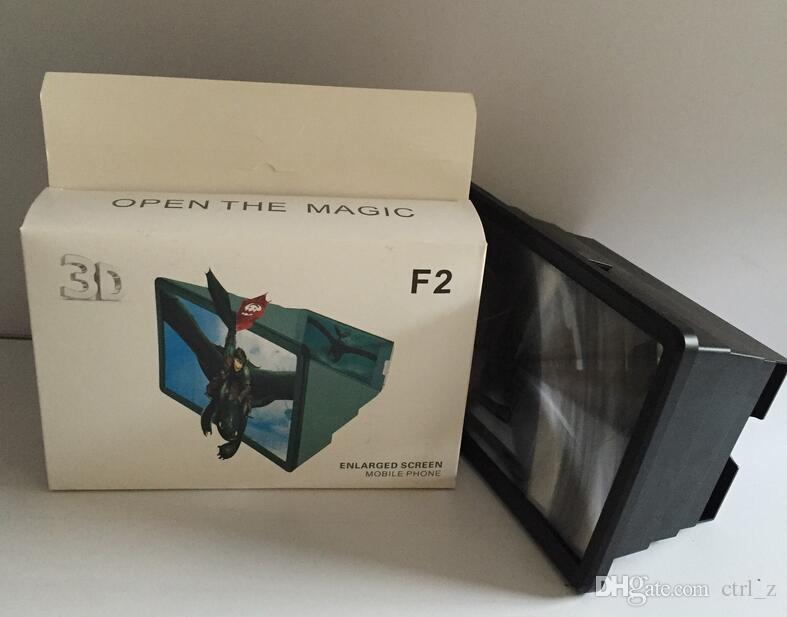 OPEN THE MAGIC
3D
F2
ENLARGED SCREEN
MOBILE PHONE
DHgate.com ctrl_z